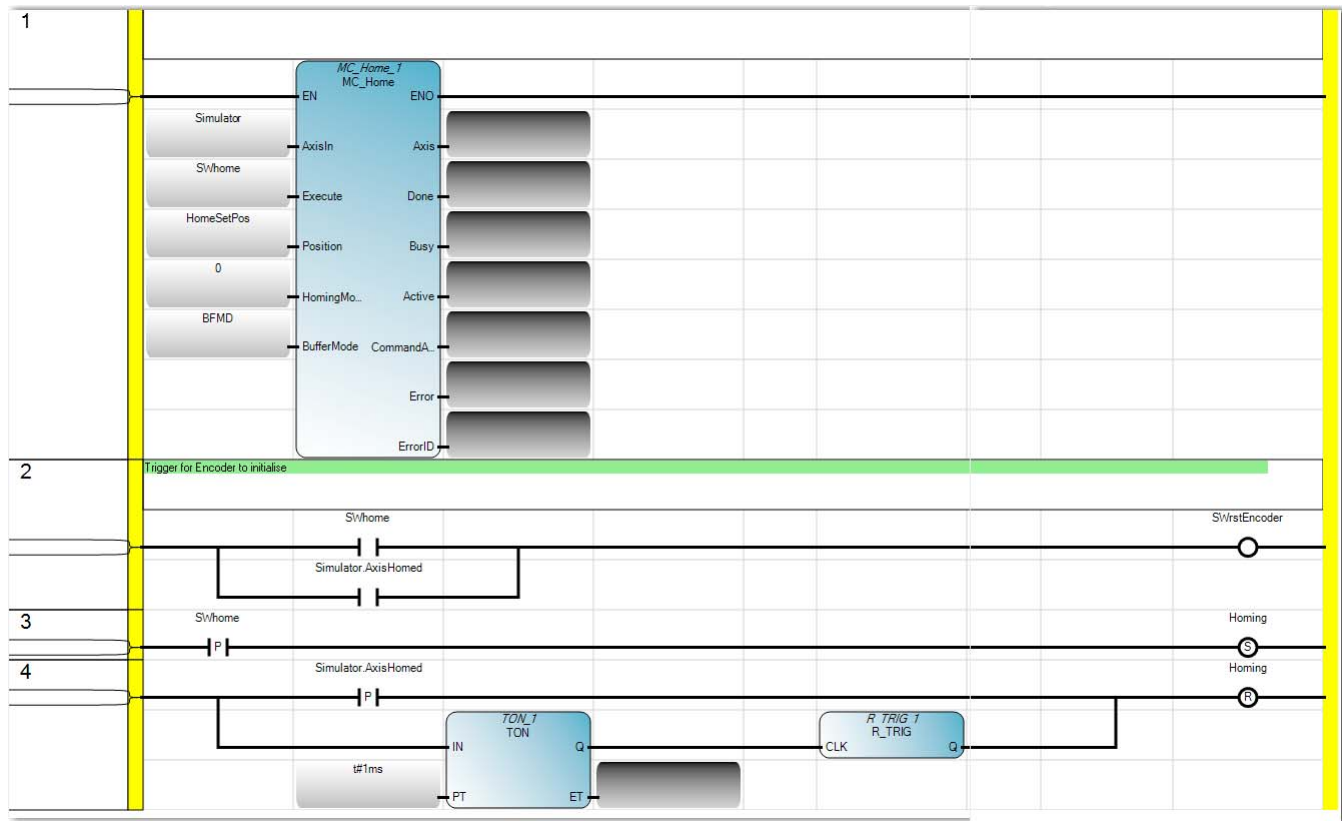 1
MC_Home_1
MC_Home
EN ENO
Simulator
AxisIn Axis
SWhome
Execute Done
HomeSetPos
Position Busy
0
HomingMo... Active
BFMD
BufferMode CommandA...
Error
ErrorID
2
Trigger for Encoder to initialise
SWhome SWrstEncoder
Simulator.AxisHomed
3
SWhome Homing
P S
4
Simulator.AxisHomed Homing
P R
TON_1 R_TRIG_1
TON R_TRIG
IN Q CLK Q
t#1ms
PT ET